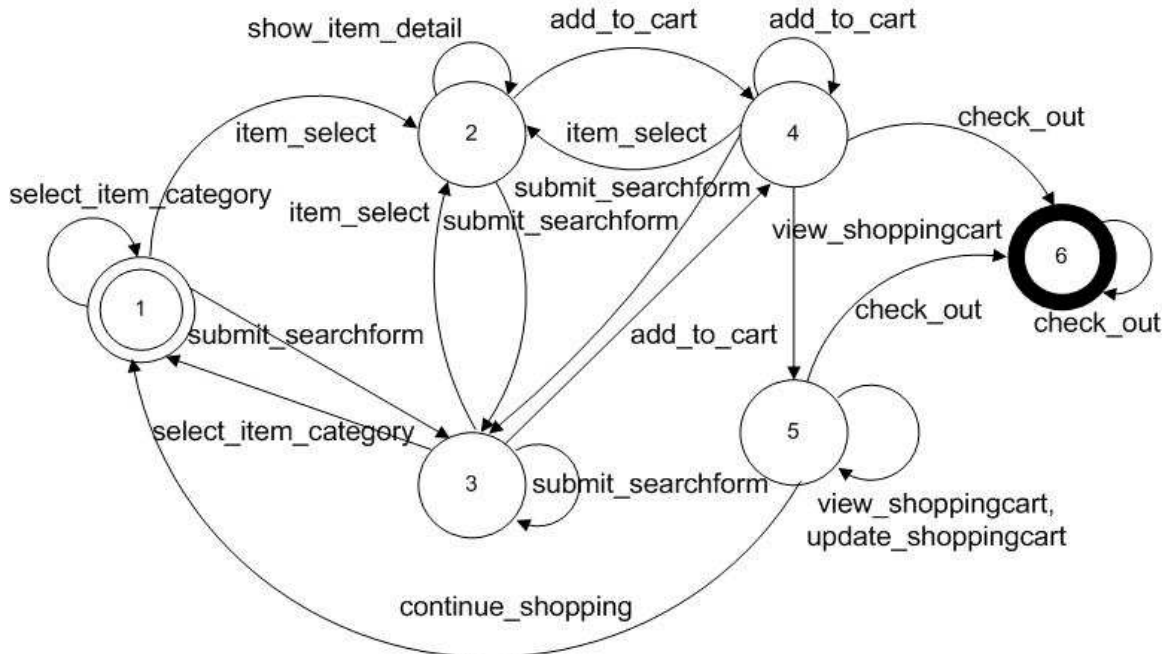 show_item_detail
add_to_cart
add_to_cart
check_out
item_select
2
item_select
4
select_item_category
item_select
submit_searchform
submit_searchform
view_shoppingcart
6
1
submit_searchform
add_to_cart
check_out
check_out
select_item_category
3
submit_searchform
5
view_shoppingcart,
update_shoppingcart
continue_shopping